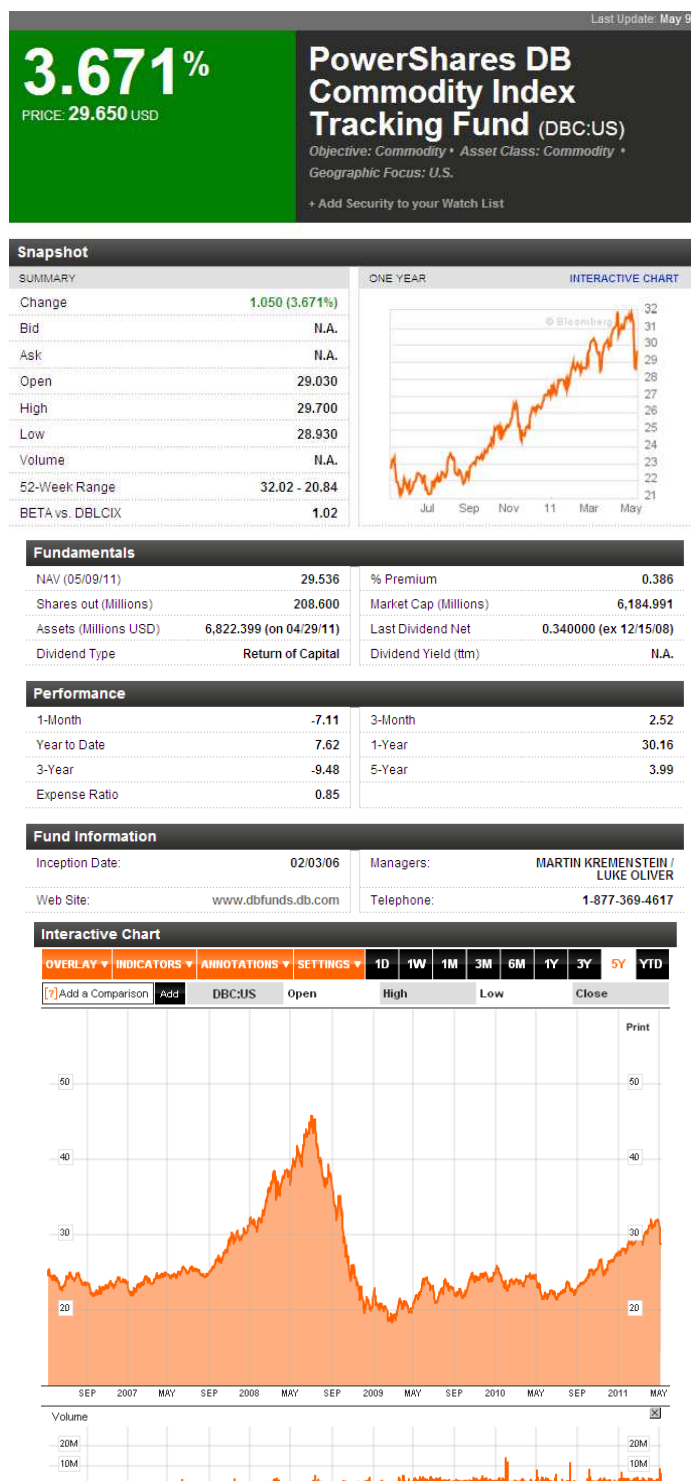 Last Update: May 9
3.671%
PRICE: 29.650 USD
PowerShares DB
Commodity Index
Tracking Fund (DBC:US)
Objective: Commodity • Asset Class: Commodity •
Geographic Focus: U.S.
+ Add Security to your Watch List
Snapshot
SUMMARY
Change 1.050 (3.671%)
Bid N.A.
Ask N.A.
Open 29.030
High 29.700
Low 28.930
Volume N.A.
52-Week Range 32.02 - 20.84
BETA vs. DBLCIX 1.02
ONE YEAR INTERACTIVE CHART
© Bloomberg
32
31
30
29
28
27
26
25
24
23
22
21
Jul Sep Nov 11 Mar May
Fundamentals
NAV (05/09/11) 29.536 % Premium 0.386
Shares out (Millions) 208.600 Market Cap (Millions) 6,184.991
Assets (Millions USD) 6,822.399 (on 04/29/11) Last Dividend Net 0.340000 (ex 12/15/08)
Dividend Type Return of Capital Dividend Yield (ttm) N.A.
Performance
1-Month -7.11 3-Month 2.52
Year to Date 7.62 1-Year 30.16
3-Year -9.48 5-Year 3.99
Expense Ratio 0.85
Fund Information
Inception Date: 02/03/06 Managers: MARTIN KREMENSTEIN /
LUKE OLIVER
Web Site: www.dbfunds.db.com Telephone: 1-877-369-4617
Interactive Chart
OVERLAY ▼ INDICATORS ▼ ANNOTATIONS ▼ SETTINGS ▼ 1D 1W 1M 3M 6M 1Y 3Y 5Y YTD
[?]Add a Comparison Add DBC:US Open High Low Close
Print
50 50
40 40
30 30
20 20
SEP 2007 MAY SEP 2008 MAY SEP 2009 MAY SEP 2010 MAY SEP 2011 MAY
Volume
20M 20M
10M 10M